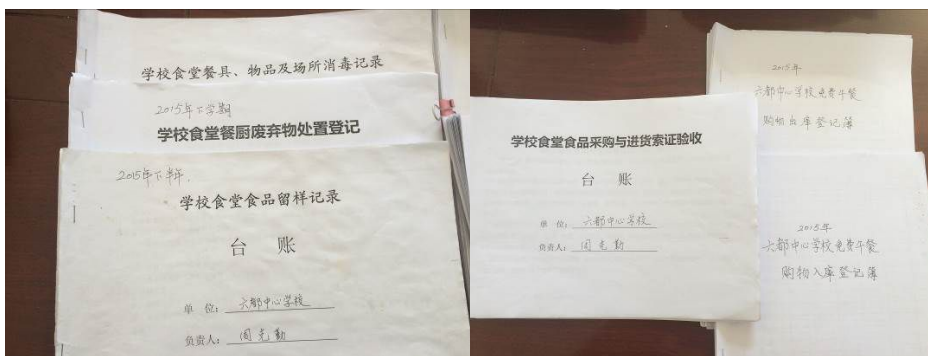 学校食堂餐具、物品及场所消毒记录
2015年下学期
学校食堂餐厨废弃物处置登记
2015年下半年.
学校食堂食品留样记录
台 账
单 位: 六都中心学校
负责人: 周克勤
学校食堂食品采购与进货索证验收
台 账
单 位: 六都中心学校
负责人: 周克勤
2015年
六都中心学校免费午餐
购物出库登记簿
2015年
六都中心学校免费午餐
购物入库登记簿